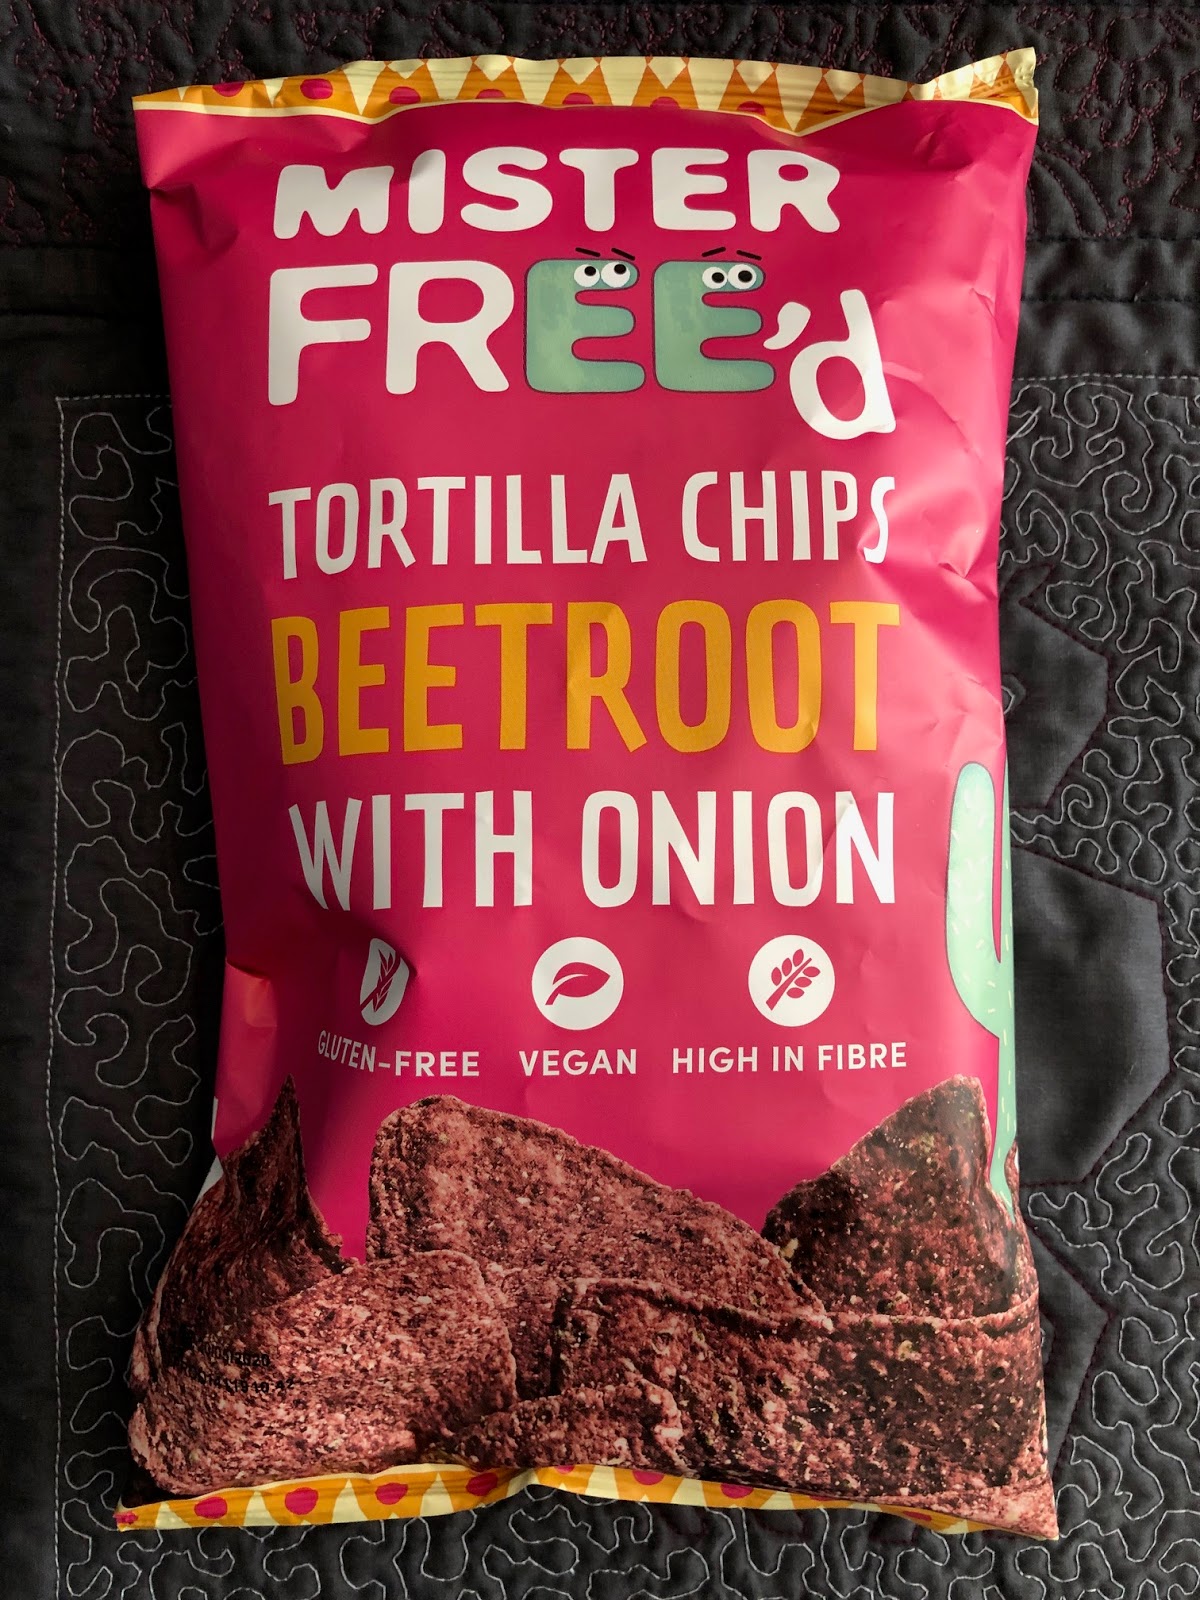 MISTER
FREE'd
TORTILLA CHIPS
BEETROOT
WITH ONION
GLUTEN-FREE VEGAN HIGH IN FIBRE